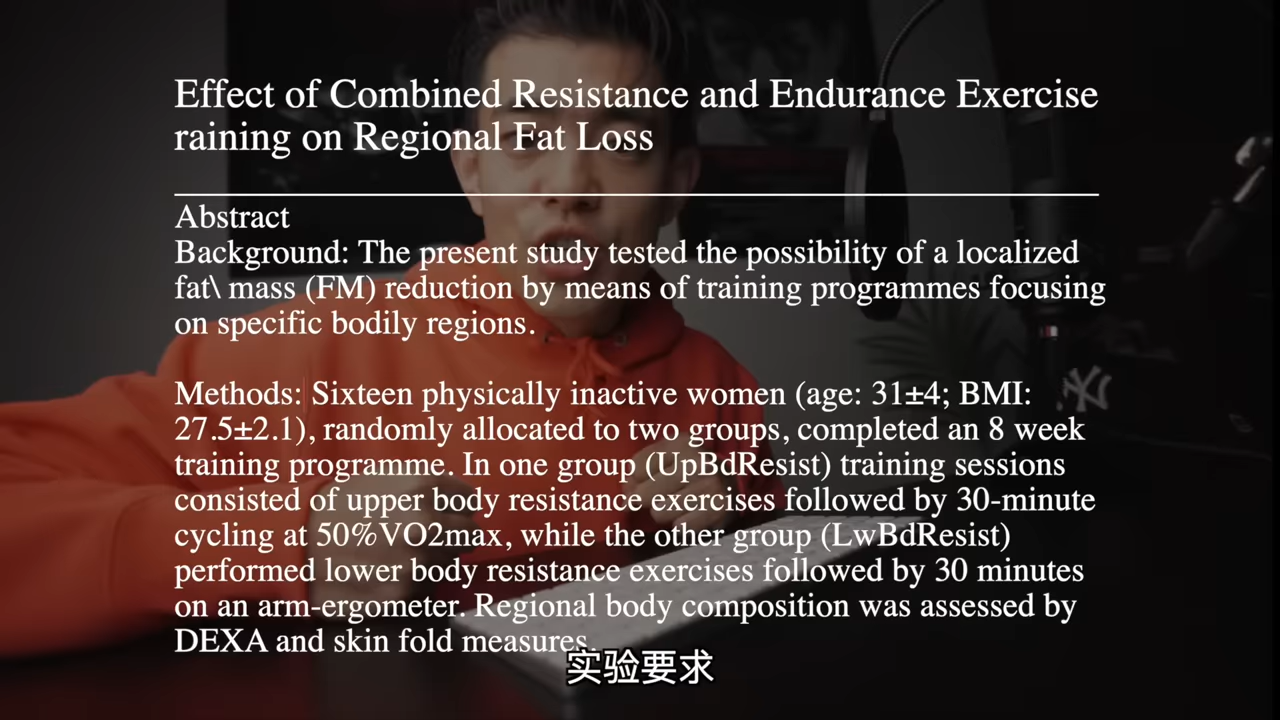 Effect of Combined Resistance and Endurance Exercise
raining on Regional Fat Loss
Abstract
Background: The present study tested the possibility of a localized
fat\ mass (FM) reduction by means of training programmes focusing
on specific bodily regions.
Methods: Sixteen physically inactive women (age: 31±4; BMI:
27.5±2.1), randomly allocated to two groups, completed an 8 week
training programme. In one group (UpBdResist) training sessions
consisted of upper body resistance exercises followed by 30-minute
cycling at 50%VO2max, while the other group (LwBdResist)
performed lower body resistance exercises followed by 30 minutes
on an arm-ergometer. Regional body composition was assessed by
DEXA and skin fold measures.
实验要求
NY